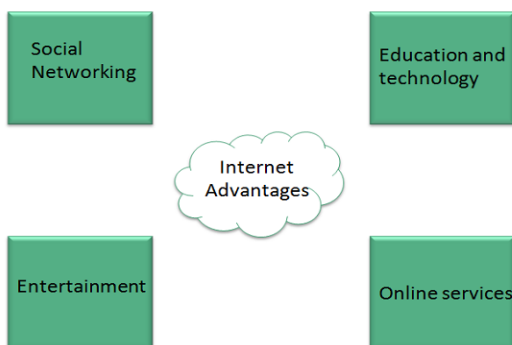 Social
Networking
Education and
technology
Internet
Advantages
Entertainment
Online services